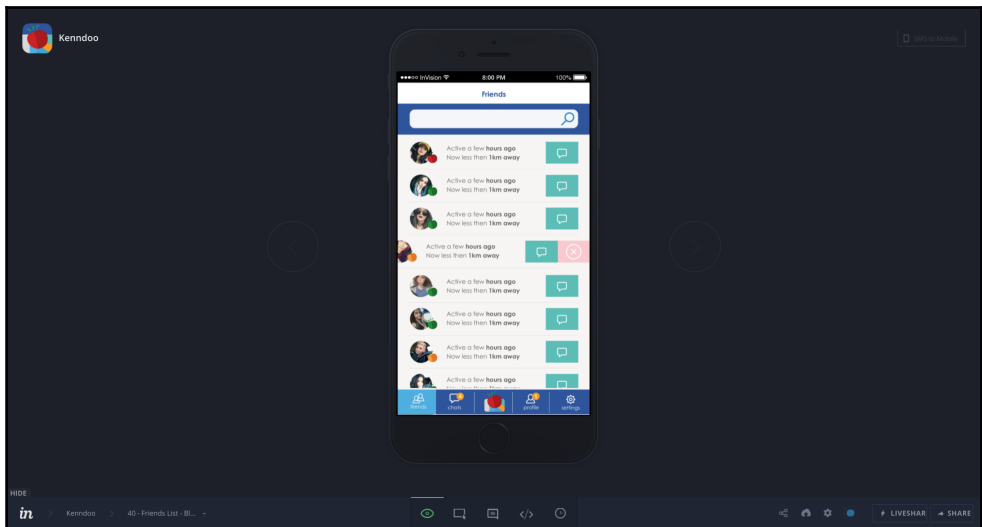 Kenndoo
SMS to Mobile
●●●○○ InVision 8:00 PM 100%
Friends
Active a few hours ago
Now less then 1km away
Active a few hours ago
Now less then 1km away
Active a few hours ago
Now less then 1km away
Active a few hours ago
Now less then 1km away
Active a few hours ago
Now less then 1km away
Active a few hours ago
Now less then 1km away
Active a few hours ago
Now less then 1km away
Active a few hours ago
friends chats profile settings
HIDE
in > Kenndoo > 40 - Friends List - Bl... LIVESHAR SHARE